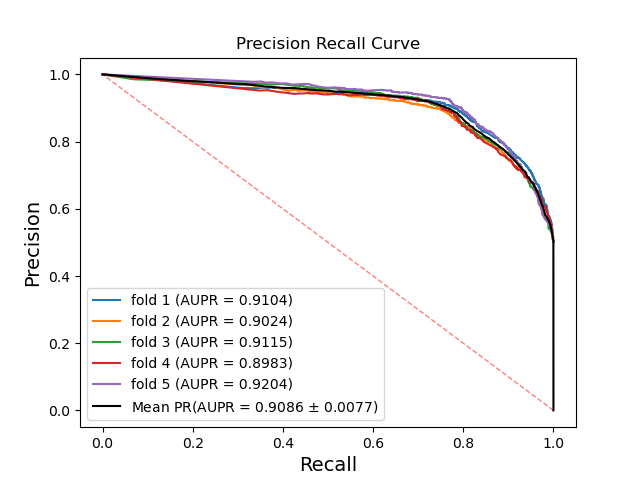 Precision Recall Curve
1.0
0.8
0.6
0.4
0.2
0.0
Precision
fold 1 (AUPR = 0.9104)
fold 2 (AUPR = 0.9024)
fold 3 (AUPR = 0.9115)
fold 4 (AUPR = 0.8983)
fold 5 (AUPR = 0.9204)
Mean PR(AUPR = 0.9086 ± 0.0077)
0.0 0.2 0.4 0.6 0.8 1.0
Recall